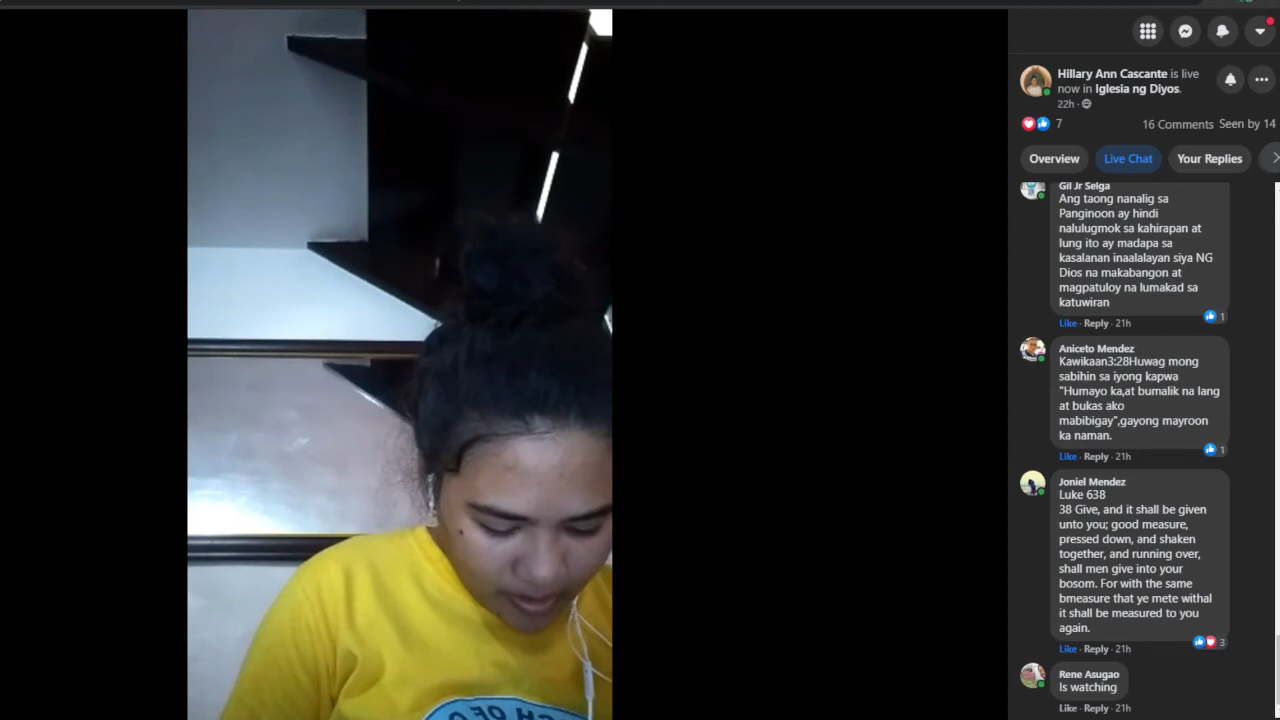 Hillary Ann Cascante is live
now in Iglesia ng Diyos.
22h ·
7
16 Comments Seen by 14
Overview
Live Chat
Your Replies
Gil Jr Selga
Ang taong nanalig sa
Panginoon ay hindi
nalulugmok sa kahirapan at
lung ito ay madapa sa
kasalanan inaalalayan siya NG
Dios na makabangon at
magpatuloy na lumakad sa
katuwiran
1
Like · Reply · 21h
Aniceto Mendez
Kawikaan3:28Huwag mong
sabihin sa iyong kapwa
"Humayo ka,at bumalik na lang
at bukas ako
mabibigay",gayong mayroon
ka naman.
1
Like · Reply · 21h
Joniel Mendez
Luke 638
38 Give, and it shall be given
unto you; good measure,
pressed down, and shaken
together, and running over,
shall men give into your
bosom. For with the same
bmeasure that ye mete withal
it shall be measured to you
again.
3
Like · Reply · 21h
Rene Asugao
Is watching
Like · Reply · 21h